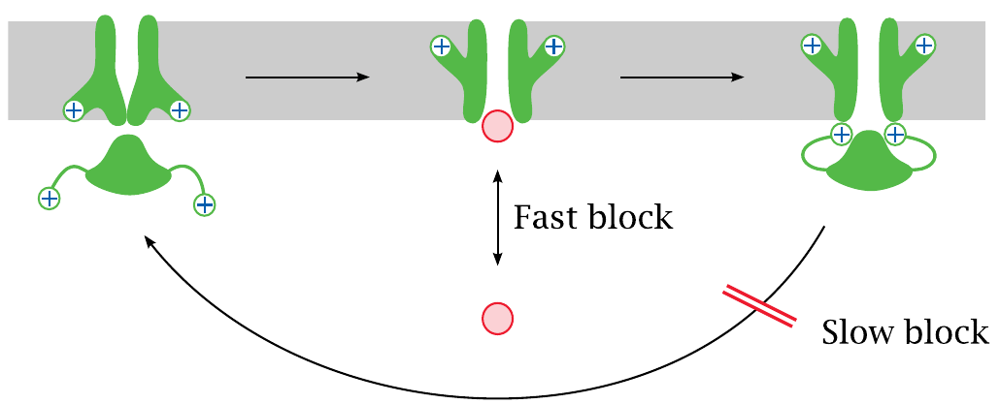 + +
+ +
+ +
+ +
+ +
Fast block
Slow block